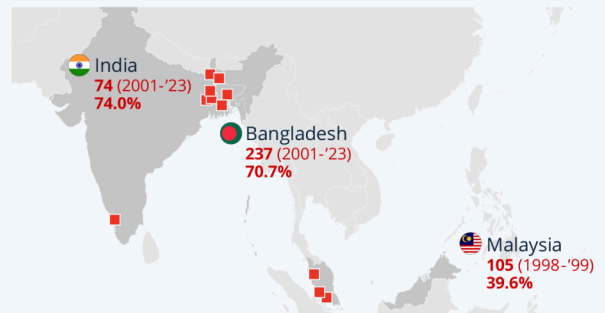 India
74 (2001-’23)
74.0%
Bangladesh
237 (2001-’23)
70.7%
Malaysia
105 (1998-’99)
39.6%